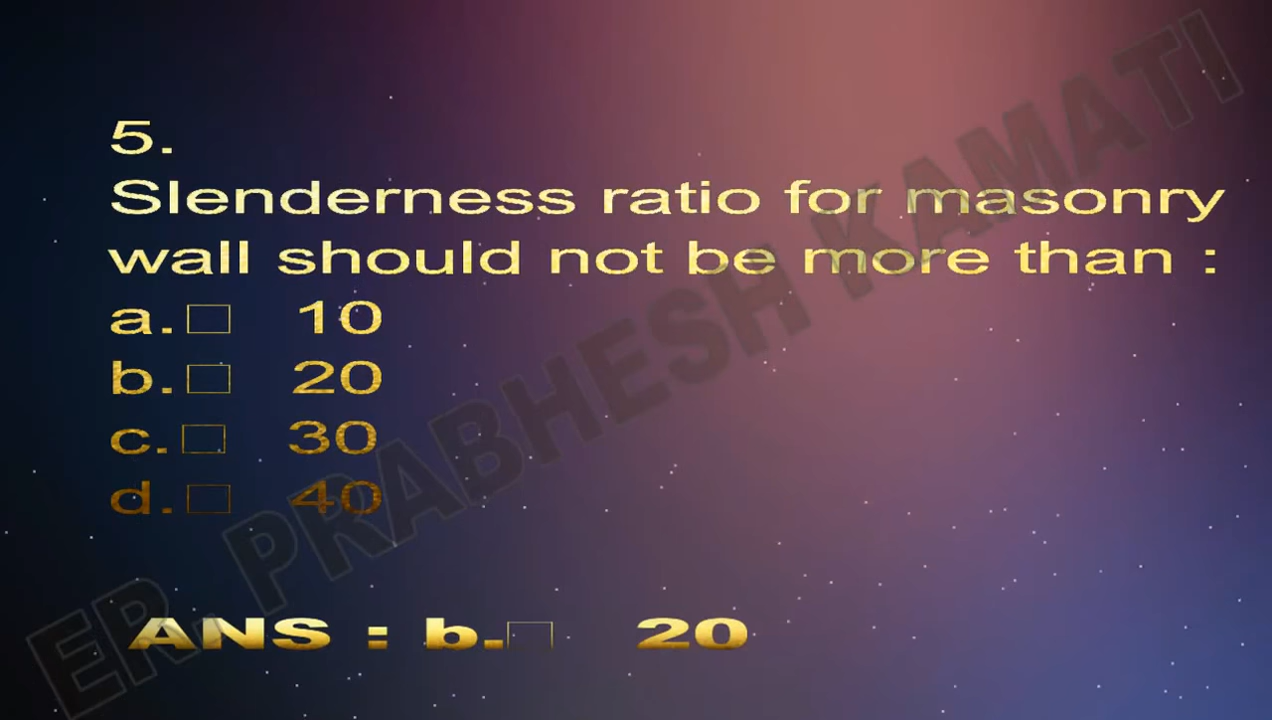 5.
Slenderness ratio for masonry
wall should not be more than :
a.□ 10
b.□ 20
c.□ 30
d.□ 40
ANS : b.□ 20
ER. PRABHESH KAMATI